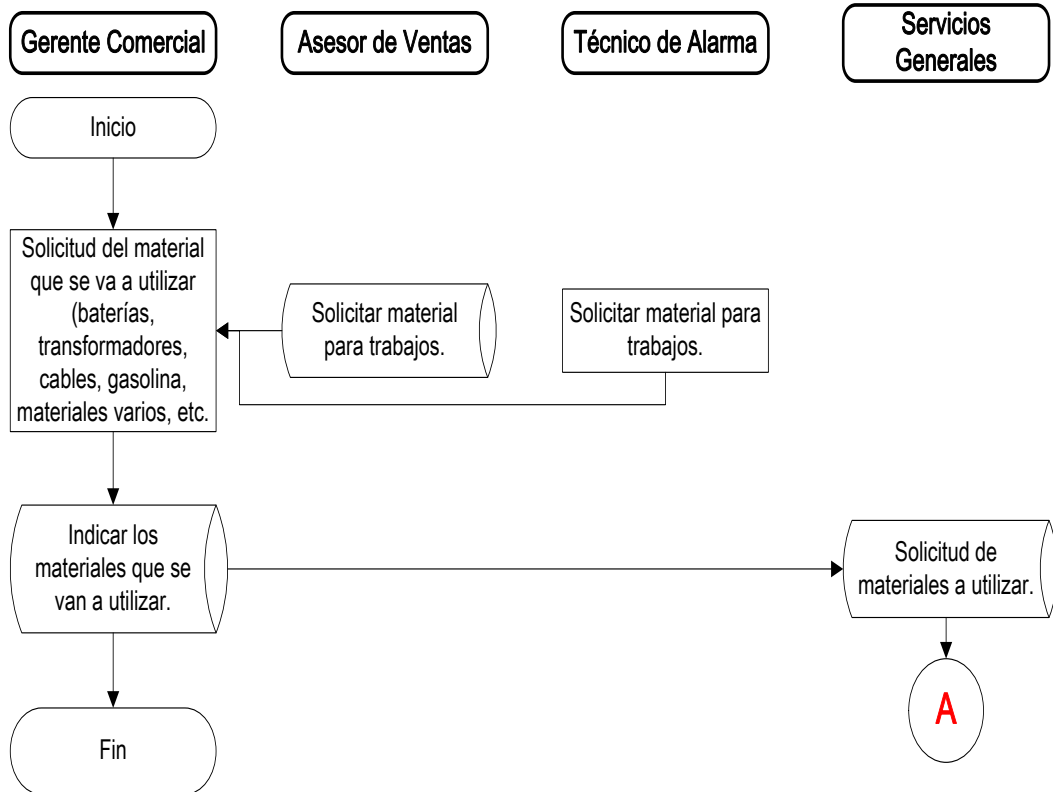 Gerente Comercial
Asesor de Ventas
Técnico de Alarma
Servicios
Generales
Inicio
Solicitud del material
que se va a utilizar
(baterías,
transformadores,
cables, gasolina,
materiales varios, etc.
Solicitar material
para trabajos.
Solicitar material para
trabajos.
Indicar los
materiales que se
van a utilizar.
Solicitud de
materiales a utilizar.
A
Fin